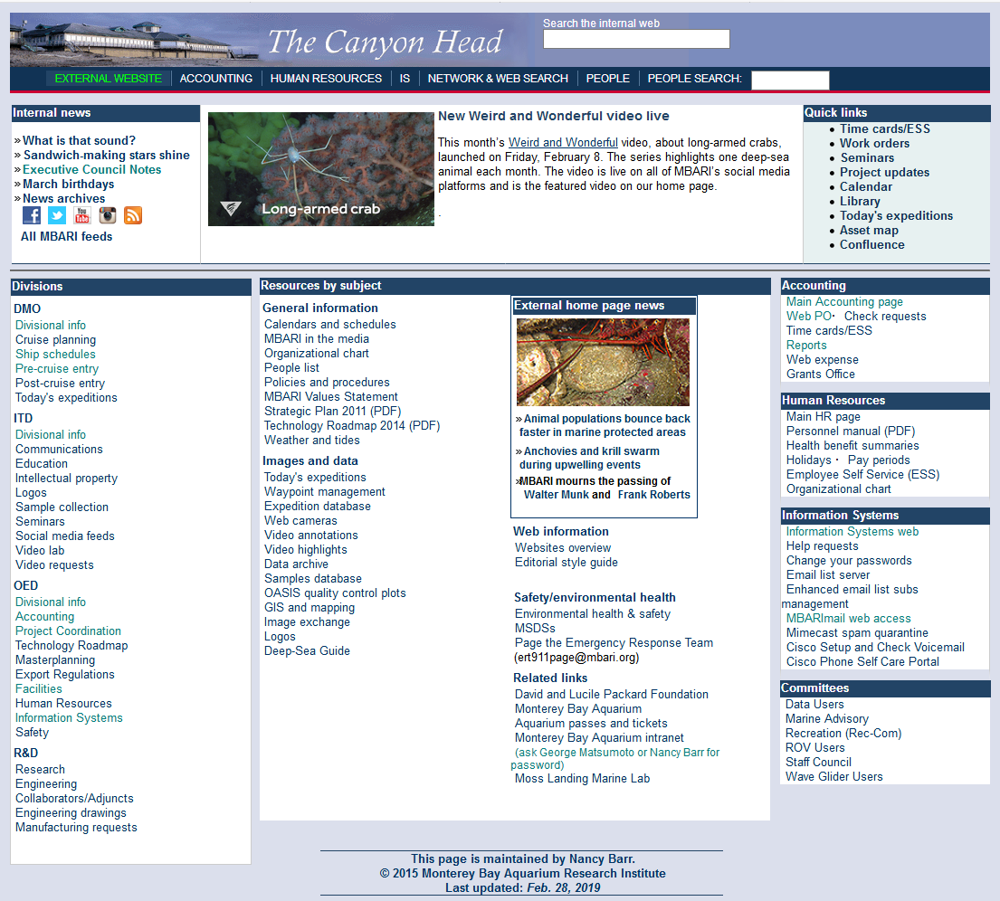 The Canyon Head
Search the internal web
EXTERNAL WEBSITE ACCOUNTING HUMAN RESOURCES IS NETWORK & WEB SEARCH PEOPLE PEOPLE SEARCH:
Internal news
» What is that sound?
» Sandwich-making stars shine
» Executive Council Notes
» March birthdays
» News archives
You Tube
All MBARI feeds
Long-armed crab
New Weird and Wonderful video live
This month's Weird and Wonderful video, about long-armed crabs,
launched on Friday, February 8. The series highlights one deep-sea
animal each month. The video is live on all of MBARI's social media
platforms and is the featured video on our home page.
.
Quick links
• Time cards/ESS
• Work orders
• Seminars
• Project updates
• Calendar
• Library
• Today's expeditions
• Asset map
• Confluence
Divisions
DMO
Divisional info
Cruise planning
Ship schedules
Pre-cruise entry
Post-cruise entry
Today's expeditions
ITD
Divisional info
Communications
Education
Intellectual property
Logos
Sample collection
Seminars
Social media feeds
Video lab
Video requests
OED
Divisional info
Accounting
Project Coordination
Technology Roadmap
Masterplanning
Export Regulations
Facilities
Human Resources
Information Systems
Safety
R&D
Research
Engineering
Collaborators/Adjuncts
Engineering drawings
Manufacturing requests
Resources by subject
General information
Calendars and schedules
MBARI in the media
Organizational chart
People list
Policies and procedures
MBARI Values Statement
Strategic Plan 2011 (PDF)
Technology Roadmap 2014 (PDF)
Weather and tides
Images and data
Today's expeditions
Waypoint management
Expedition database
Web cameras
Video annotations
Video highlights
Data archive
Samples database
OASIS quality control plots
GIS and mapping
Image exchange
Logos
Deep-Sea Guide
External home page news
» Animal populations bounce back
faster in marine protected areas
» Anchovies and krill swarm
during upwelling events
»MBARI mourns the passing of
Walter Munk and Frank Roberts
Web information
Websites overview
Editorial style guide
Safety/environmental health
Environmental health & safety
MSDSs
Page the Emergency Response Team
(ert911page@mbari.org)
Related links
David and Lucile Packard Foundation
Monterey Bay Aquarium
Aquarium passes and tickets
Monterey Bay Aquarium intranet
(ask George Matsumoto or Nancy Barr for
password)
Moss Landing Marine Lab
Accounting
Main Accounting page
Web PO · Check requests
Time cards/ESS
Reports
Web expense
Grants Office
Human Resources
Main HR page
Personnel manual (PDF)
Health benefit summaries
Holidays · Pay periods
Employee Self Service (ESS)
Organizational chart
Information Systems
Information Systems web
Help requests
Change your passwords
Email list server
Enhanced email list subs
management
MBARImail web access
Mimecast spam quarantine
Cisco Setup and Check Voicemail
Cisco Phone Self Care Portal
Committees
Data Users
Marine Advisory
Recreation (Rec-Com)
ROV Users
Staff Council
Wave Glider Users
This page is maintained by Nancy Barr.
© 2015 Monterey Bay Aquarium Research Institute
Last updated: Feb. 28, 2019